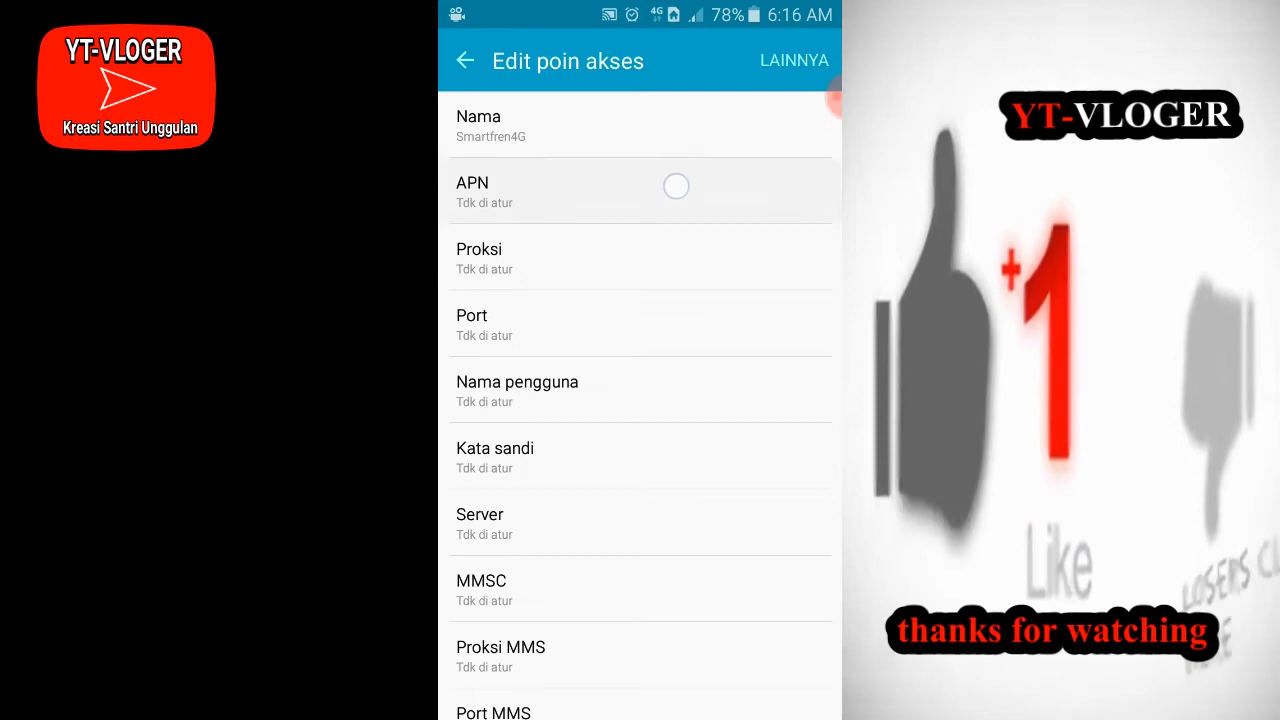 YT-VLOGER
Kreasi Santri Unggulan
4G 78% 6:16 AM
Edit poin akses
LAINNYA
Nama
Smartfren4G
APN
Tdk di atur
Proksi
Tdk di atur
Port
Tdk di atur
Nama pengguna
Tdk di atur
Kata sandi
Tdk di atur
Server
Tdk di atur
MMSC
Tdk di atur
Proksi MMS
Tdk di atur
Port MMS
YT-VLOGER
+1
Like
LOSERS
thanks for watching